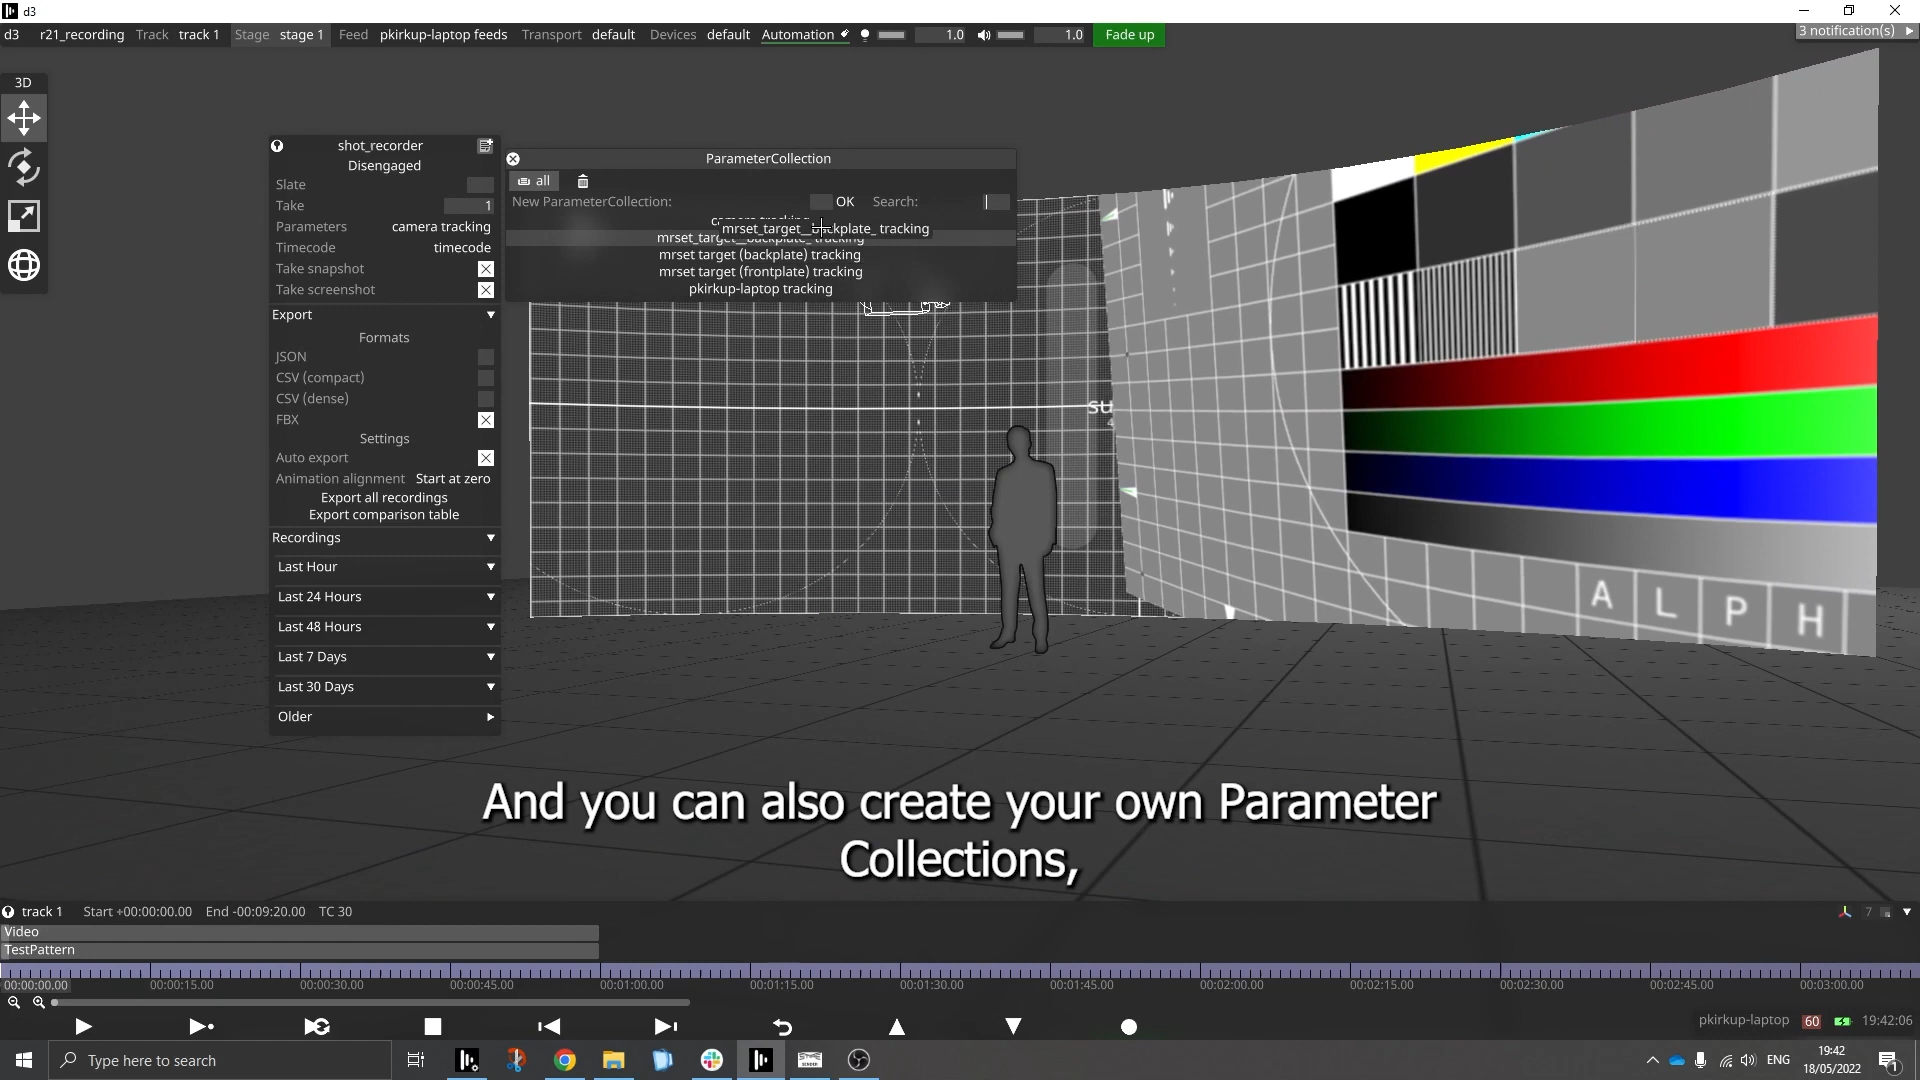 d3
d3 r21_recording Track track 1 Stage stage 1 Feed pkirkup-laptop feeds Transport default Devices default Automation 1.0 1.0 Fade up
3 notification(s)
3D
shot_recorder
Disengaged
Slate
Take 1
Parameters camera tracking
Timecode timecode
Take snapshot
Take screenshot
Export
Formats
JSON
CSV (compact)
CSV (dense)
FBX
Settings
Auto export
Animation alignment Start at zero
Export all recordings
Export comparison table
Recordings
Last Hour
Last 24 Hours
Last 48 Hours
Last 7 Days
Last 30 Days
Older
ParameterCollection
all
New ParameterCollection: OK Search:
camera tracking
mrset_target__backplate_ tracking
mrset_target__backplate_ tracking
mrset target (backplate) tracking
mrset target (frontplate) tracking
pkirkup-laptop tracking
SU
A L P H
And you can also create your own Parameter
Collections,
track 1 Start +00:00:00.00 End -00:09:20.00 TC 30
7
Video
TestPattern
00:00:00.00 00:00:15.00 00:00:30.00 00:00:45.00 00:01:00.00 00:01:15.00 00:01:30.00 00:01:45.00 00:02:00.00 00:02:15.00 00:02:30.00 00:02:45.00 00:03:00.00
pkirkup-laptop 60 19:42:06
Type here to search
ENG
19:42
18/05/2022
1